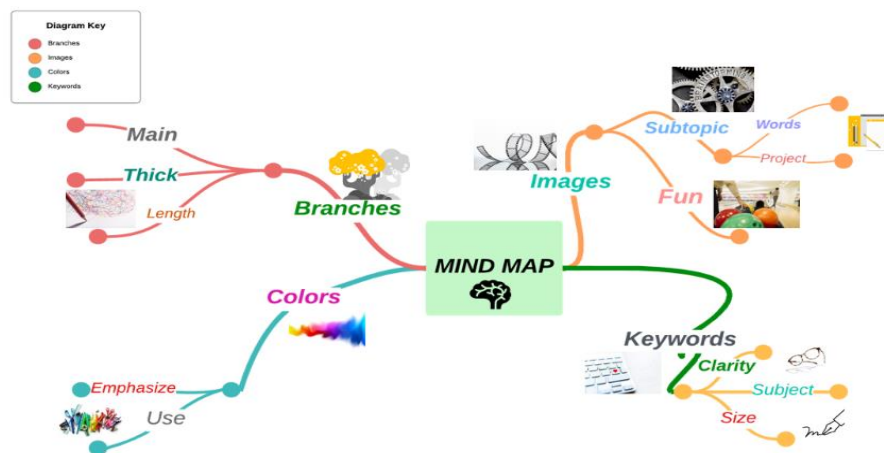 Diagram Key
Branches
Images
Colors
Keywords
Main
Thick
Length
Branches
Colors
Emphasize
Use
MIND MAP
Images
Subtopic
Words
Project
Fun
Keywords
Clarity
Subject
Size